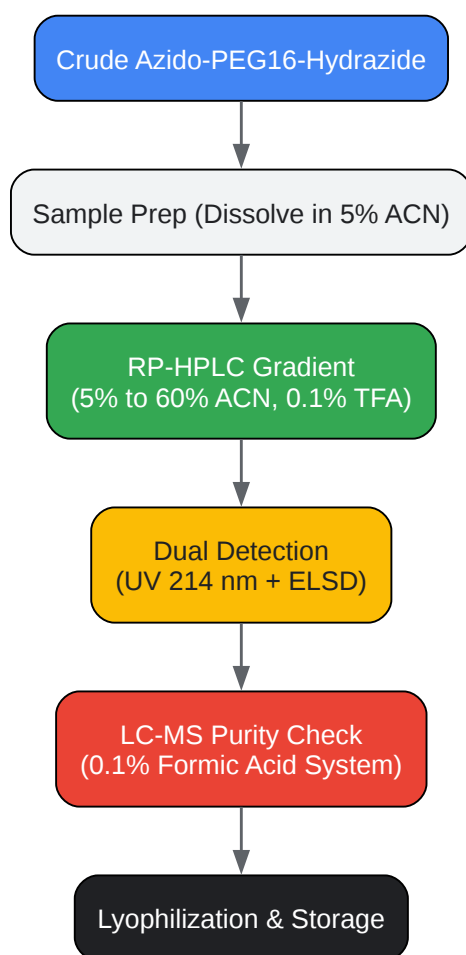 Crude Azido-PEG16-Hydrazide
Sample Prep (Dissolve in 5% ACN)
RP-HPLC Gradient
(5% to 60% ACN, 0.1% TFA)
Dual Detection
(UV 214 nm + ELSD)
LC-MS Purity Check
(0.1% Formic Acid System)
Lyophilization & Storage